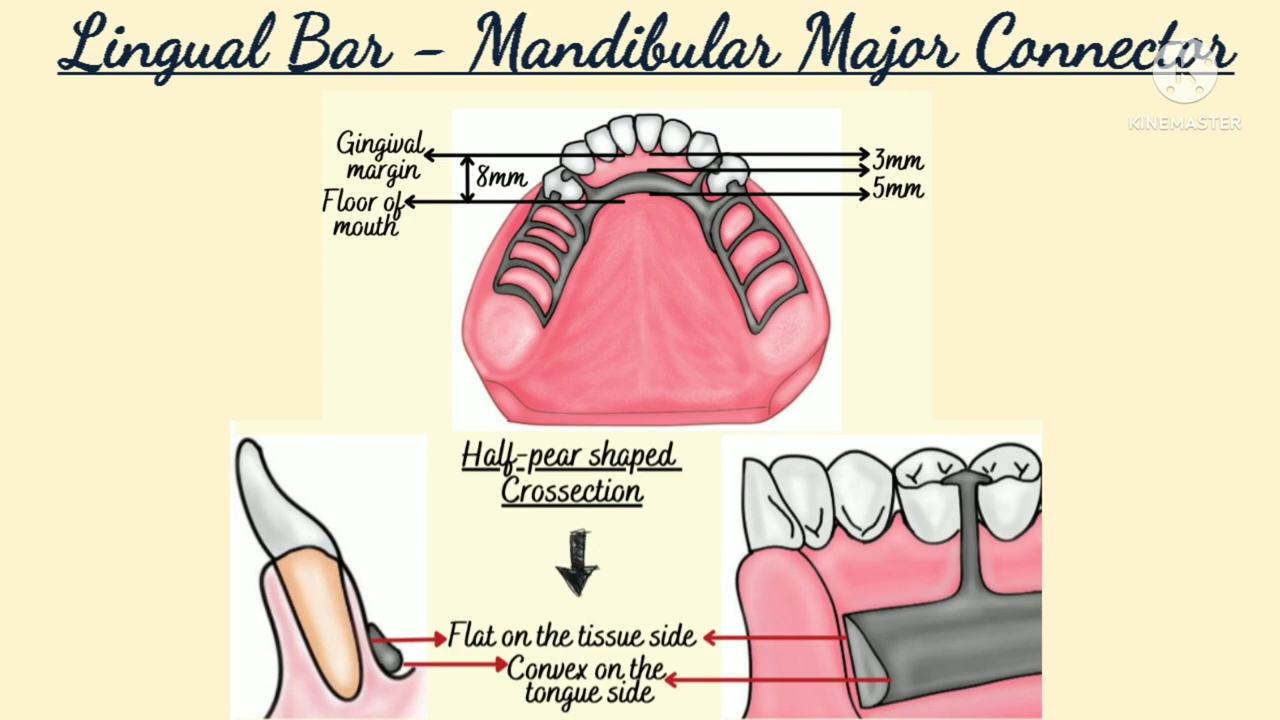 Lingual Bar - Mandibular Major Connector
KINEMASTER
Gingival
margin
8mm
Floor of
mouth
3mm
5mm
Half-pear shaped
Crossection
Flat on the tissue side
Convex on the
tongue side